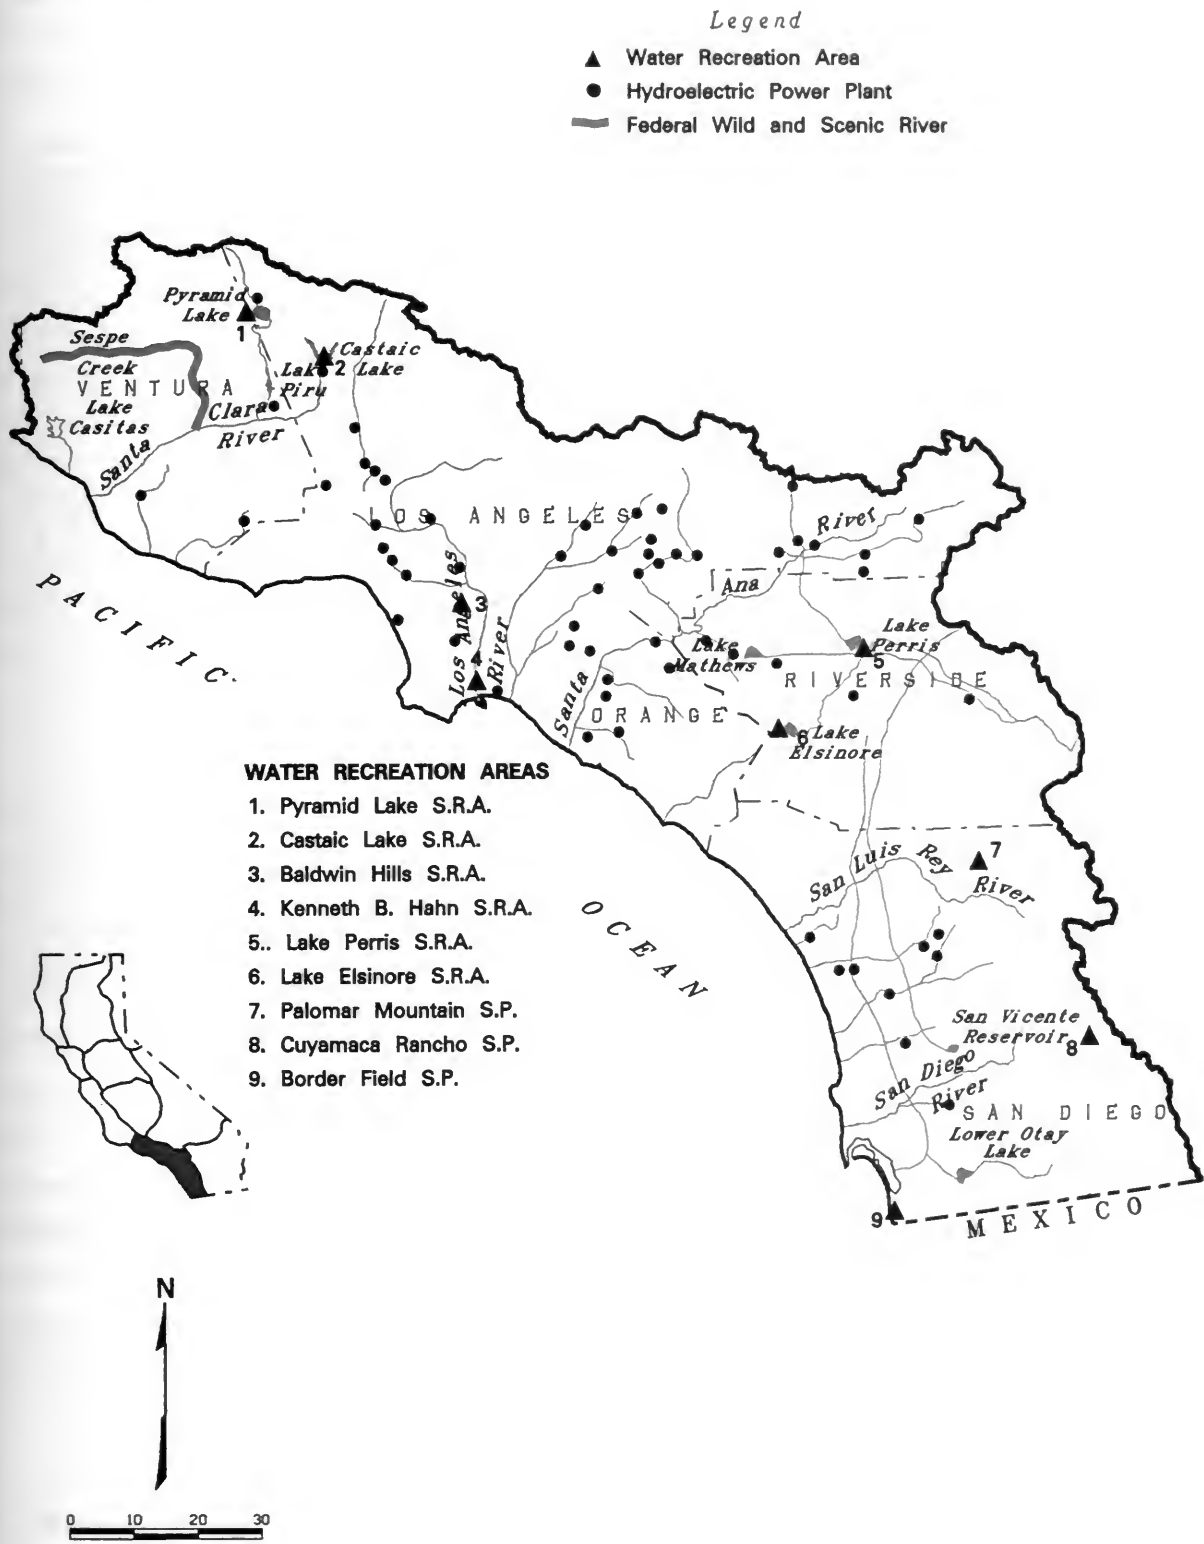 Legend
Water Recreation Area
Hydroelectric Power Plant
Federal Wild and Scenic River
Pyramid
Lake
1
Sespe
Creek
VENTURA
Lake
Casitas
Castaic
2 Lake
Lak
Piru
Clara
River
Santa
LOS ANGELES
River
Ana
PACIFIC
Los Angeles
River
3
4
Lake
Perris
5
Lake
Mathews
RIVERSIDE
Santa
ORANGE
6 Lake
Elsinore
WATER RECREATION AREAS
1. Pyramid Lake S.R.A.
2. Castaic Lake S.R.A.
3. Baldwin Hills S.R.A.
4. Kenneth B. Hahn S.R.A.
5.. Lake Perris S.R.A.
6. Lake Elsinore S.R.A.
7. Palomar Mountain S.P.
8. Cuyamaca Rancho S.P.
9. Border Field S.P.
OCEAN
San Luis Rey
River
7
San Vicente
Reservoir
8
San Diego
River
SAN DIEGO
Lower Otay
Lake
9
MEXICO
N
0 10 20 30